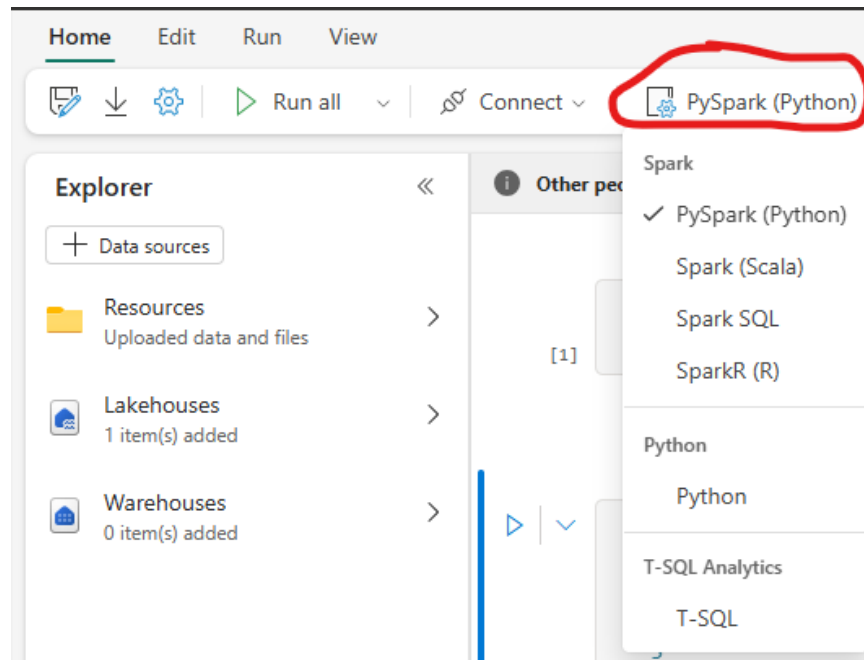 Home Edit Run View
Run all Connect PySpark (Python)
Explorer
Data sources
Resources
Uploaded data and files
Lakehouses
1 item(s) added
Warehouses
0 item(s) added
Other
[1]
Spark
PySpark (Python)
Spark (Scala)
Spark SQL
SparkR (R)
Python
Python
T-SQL Analytics
T-SQL